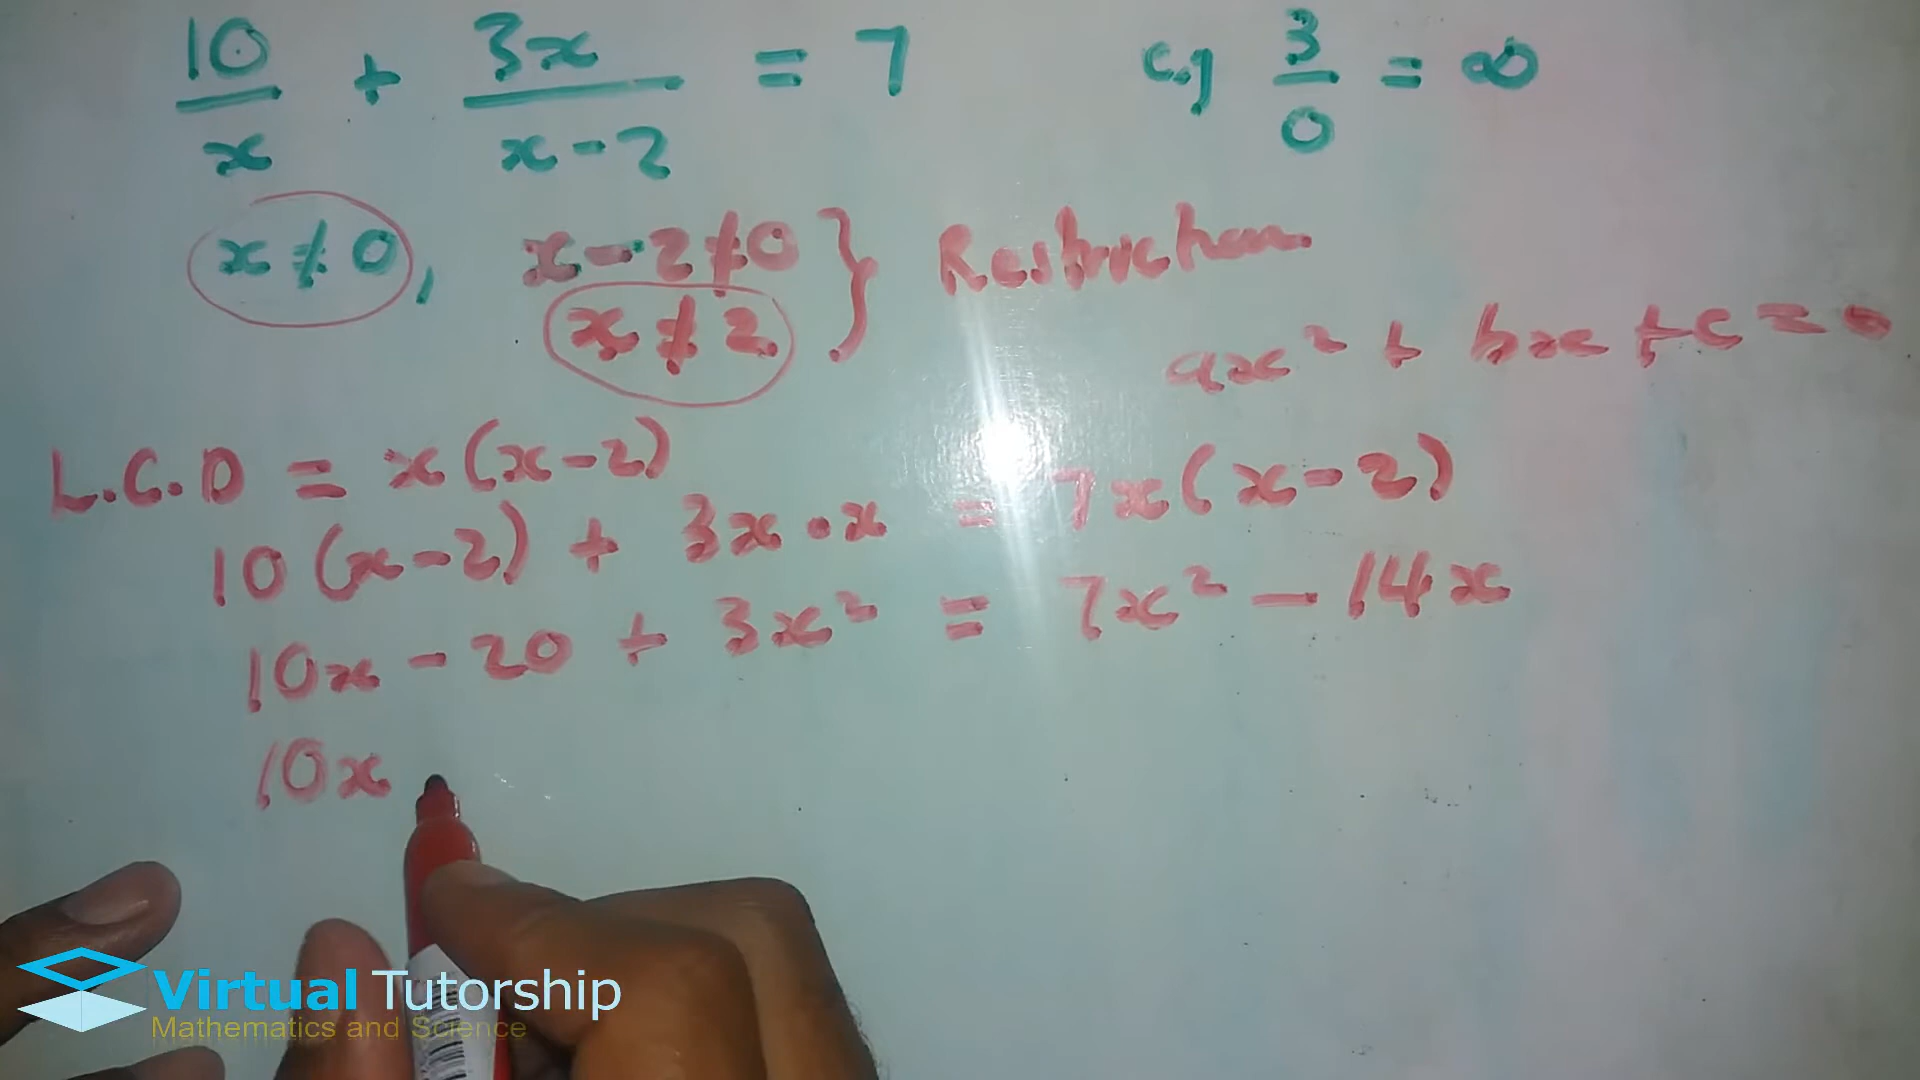 10/x + 3x/(x-2) = 7
e.g 3/0 = ∞
x ≠ 0, x - 2 ≠ 0 } Restriction
x ≠ 2
ax² + bx + c = 0
L.C.D = x(x-2)
10(x-2) + 3x·x = 7x(x-2)
10x - 20 + 3x² = 7x² - 14x
10x
Virtual Tutorship
Mathematics and Science